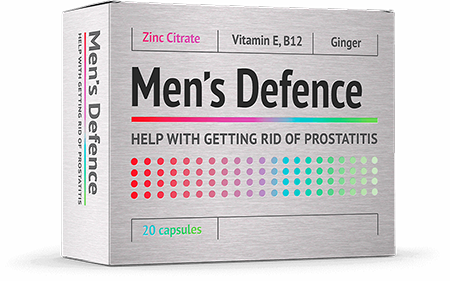 Zinc Citrate
Vitamin E, B12
Ginger
Men's Defence
HELP WITH GETTING RID OF PROSTATITIS
20 capsules
Men's Defence
HELP WITH GETTING RID OF PROSTATITIS